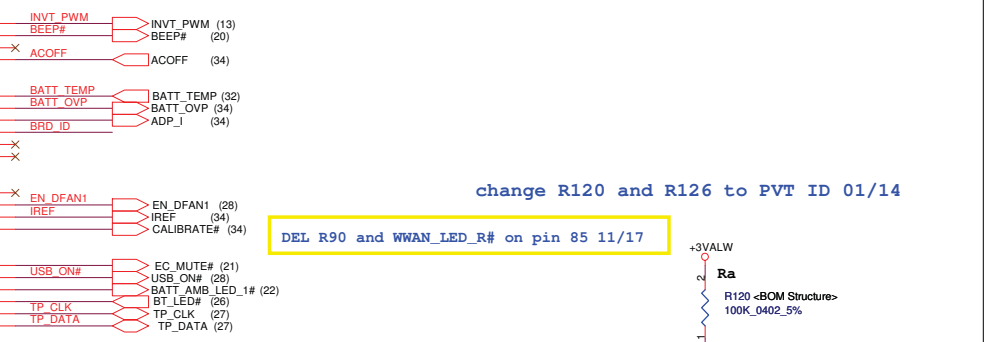 INVT_PWM INVT_PWM (13)
BEEP# BEEP# (20)
ACOFF ACOFF (34)
BATT_TEMP BATT_TEMP (32)
BATT_OVP BATT_OVP (34)
ADP_I (34)
BRD_ID
change R120 and R126 to PVT ID 01/14
EN_DFAN1 EN_DFAN1 (28)
IREF IREF (34)
CALIBRATE# (34)
DEL R90 and WWAN_LED_R# on pin 85 11/17
+3VALW
EC_MUTE# (21)
USB_ON# USB_ON# (28)
BATT_AMB_LED_1# (22)
BT_LED# (26)
TP_CLK TP_CLK (27)
TP_DATA TP_DATA (27)
2 Ra
R120 <BOM Structure>
100K_0402_5%
1